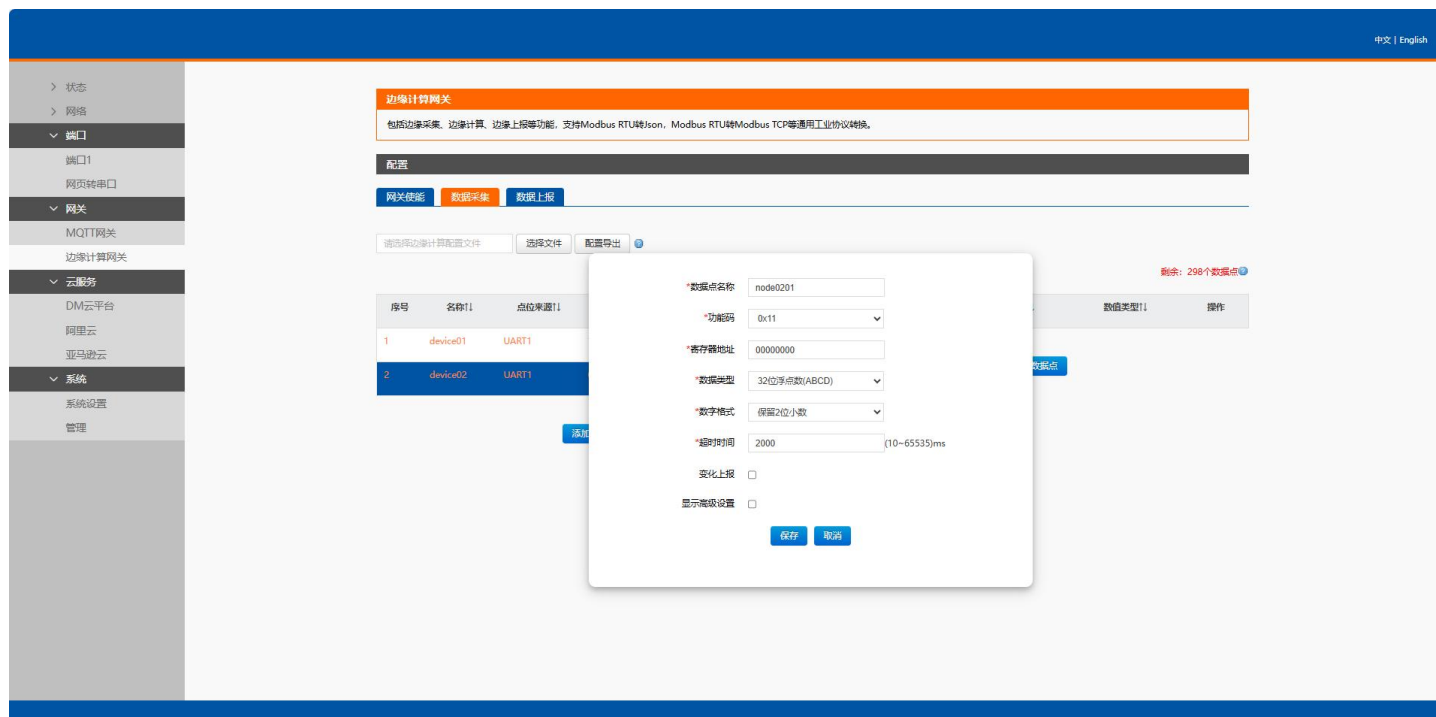 中文 | English
状态
网络
端口
端口1
网页转串口
网关
MQTT网关
边缘计算网关
云服务
DM云平台
阿里云
亚马逊云
系统
系统设置
管理
边缘计算网关
包括边缘采集、边缘计算、边缘上报等功能，支持Modbus RTU转Json，Modbus RTU转Modbus TCP等通用工业协议转换。
配置
网关使能 数据采集 数据上报
请选择边缘计算配置文件 选择文件 配置导出
剩余：298个数据点
序号 名称↑↓ 点位来源↑↓ 数值类型↑↓ 操作
1 device01 UART1
2 device02 UART1 数据点
添加
*数据点名称 node0201
*功能码 0x11
*寄存器地址 00000000
*数据类型 32位浮点数(ABCD)
*数字格式 保留2位小数
*超时时间 2000 (10~65535)ms
变化上报
显示高级设置
保存 取消